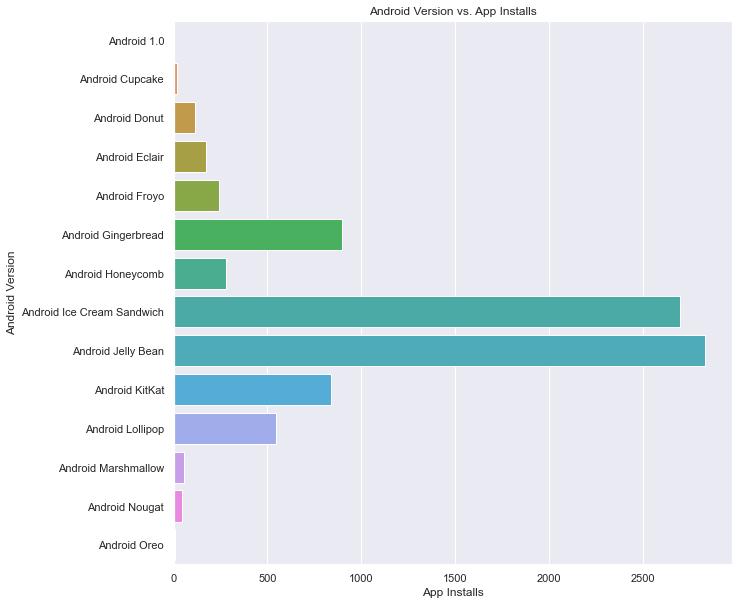 Android Version vs. App Installs
Android 1.0
Android Cupcake
Android Donut
Android Eclair
Android Froyo
Android Gingerbread
Android Honeycomb
Android Ice Cream Sandwich
Android Jelly Bean
Android KitKat
Android Lollipop
Android Marshmallow
Android Nougat
Android Oreo
Android Version
0 500 1000 1500 2000 2500
App Installs